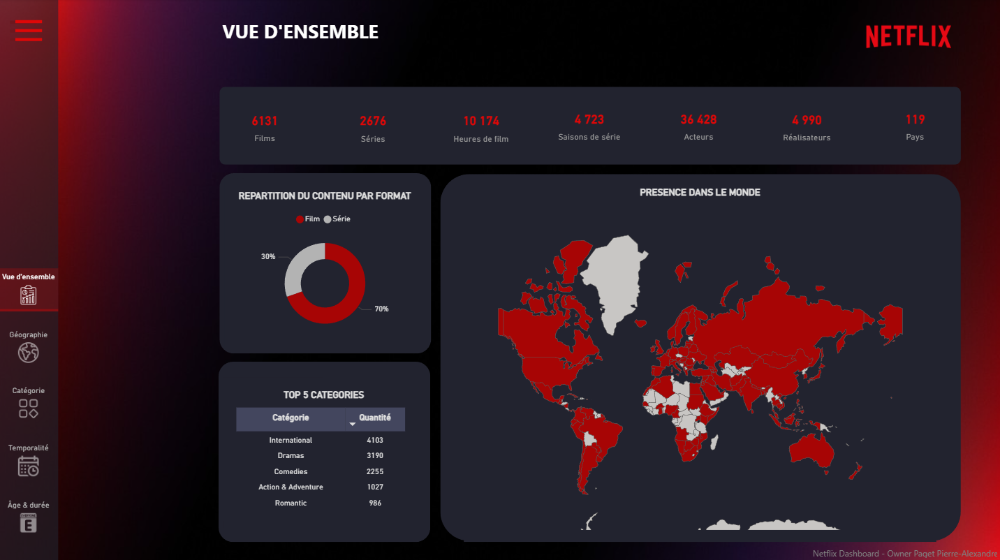 VUE D'ENSEMBLE
NETFLIX
6131
Films
2676
Séries
10 174
Heures de film
4 723
Saisons de série
36 428
Acteurs
4 990
Réalisateurs
119
Pays
REPARTITION DU CONTENU PAR FORMAT
Film Série
30%
70%
PRESENCE DANS LE MONDE
TOP 5 CATEGORIES
Catégorie Quantité
International 4103
Dramas 3190
Comedies 2255
Action & Adventure 1027
Romantic 986
Vue d'ensemble
Géographie
Catégorie
Temporalité
Âge & durée
EVERYONE
E
Netflix Dashboard - Owner Paget Pierre-Alexandre